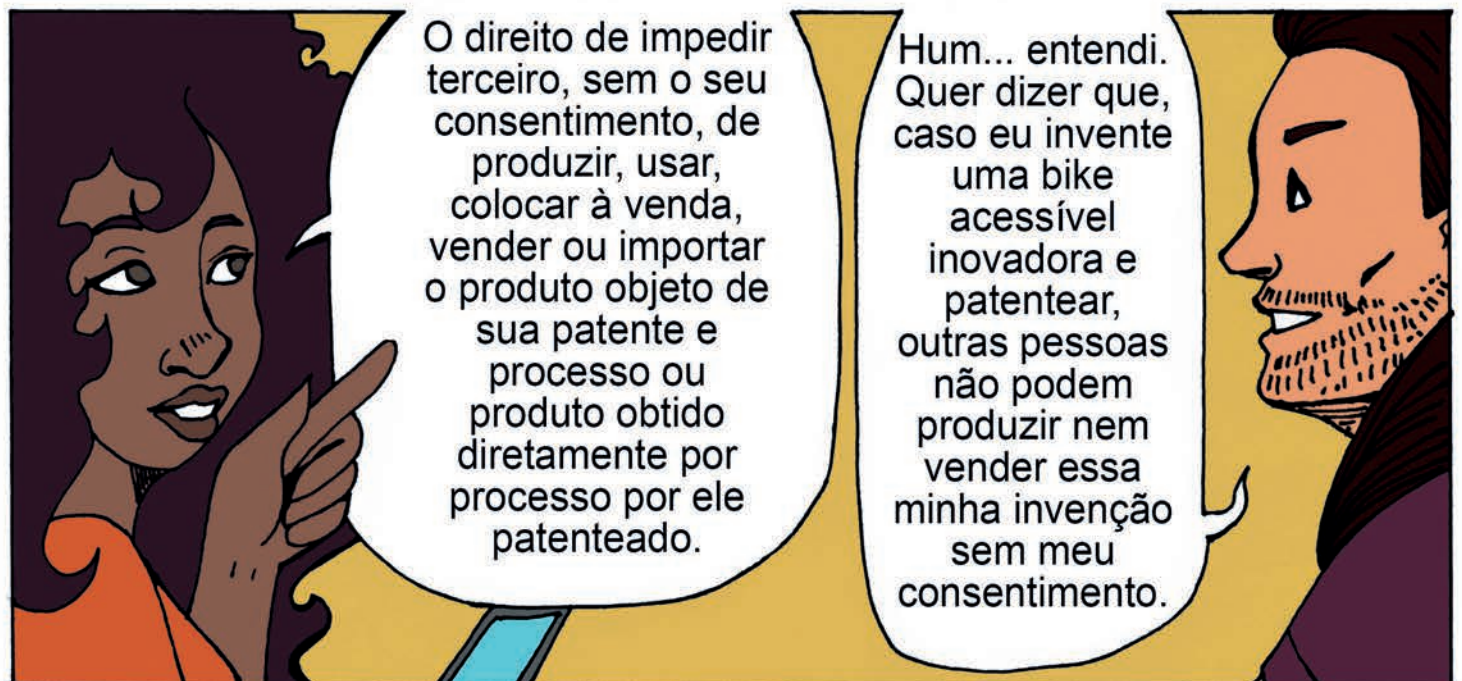 O direito de impedir
terceiro, sem o seu
consentimento, de
produzir, usar,
colocar à venda,
vender ou importar
o produto objeto de
sua patente e
processo ou
produto obtido
diretamente por
processo por ele
patenteado.
Hum... entendi.
Quer dizer que,
caso eu invente
uma bike
acessível
inovadora e
patentear,
outras pessoas
não podem
produzir nem
vender essa
minha invenção
sem meu
consentimento.